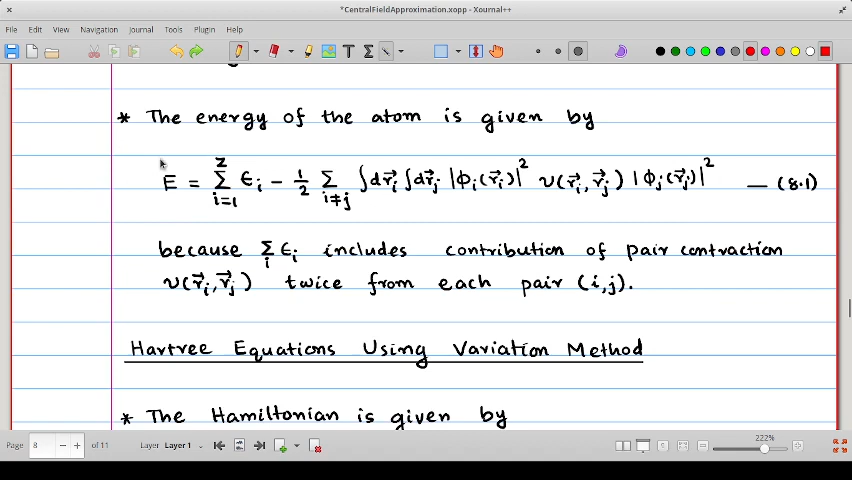 *CentralFieldApproximation.xopp - Xournal++
File Edit View Navigation Journal Tools Plugin Help
* The energy of the atom is given by
E = Σ_{i=1}^{Z} ϵ_i - 1/2 Σ_{i≠j} ∫dr⃗_i ∫dr⃗_j |ϕ_i(r⃗_i)|² v(r⃗_i, r⃗_j) |ϕ_j(r⃗_j)|² — (8.1)
because Σ_i ϵ_i includes contribution of pair contraction
v(r⃗_i, r⃗_j) twice from each pair (i,j).
Hartree Equations Using Variation Method
* The Hamiltonian is given by
Page 8 of 11 Layer Layer 1 222%